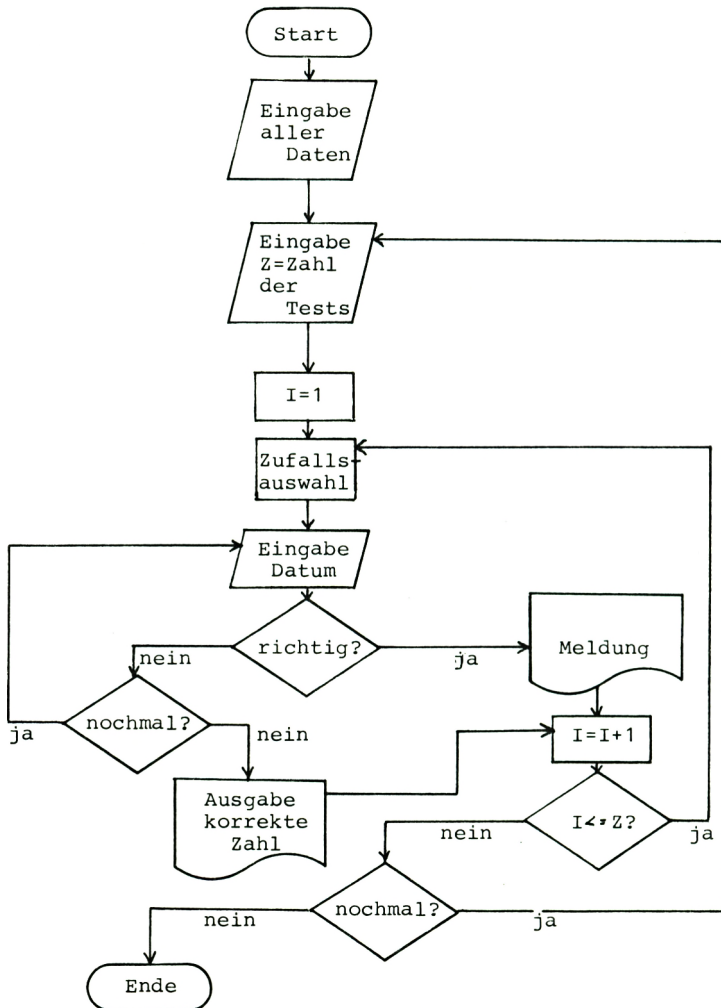 Start
Eingabe
aller
Daten
Eingabe
Z=Zahl
der
Tests
I=1
Zufalls-
auswahl
Eingabe
Datum
richtig?
nein
ja
Meldung
nochmal?
ja
nein
I=I+1
Ausgabe
korrekte
Zahl
I<=Z?
nein
ja
nochmal?
nein
ja
Ende